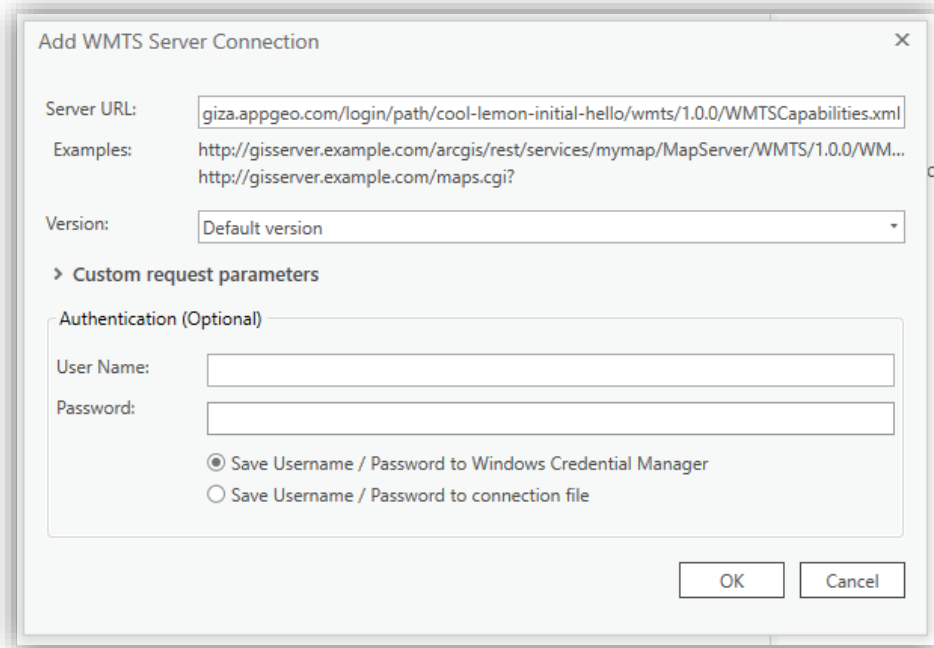 Add WMTS Server Connection
Server URL: giza.appgeo.com/login/path/cool-lemon-initial-hello/wmts/1.0.0/WMTSCapabilities.xml
Examples: http://gisserver.example.com/arcgis/rest/services/mymap/MapServer/WMTS/1.0.0/WM...
http://gisserver.example.com/maps.cgi?
Version: Default version
Custom request parameters
Authentication (Optional)
User Name:
Password:
Save Username / Password to Windows Credential Manager
Save Username / Password to connection file
OK Cancel